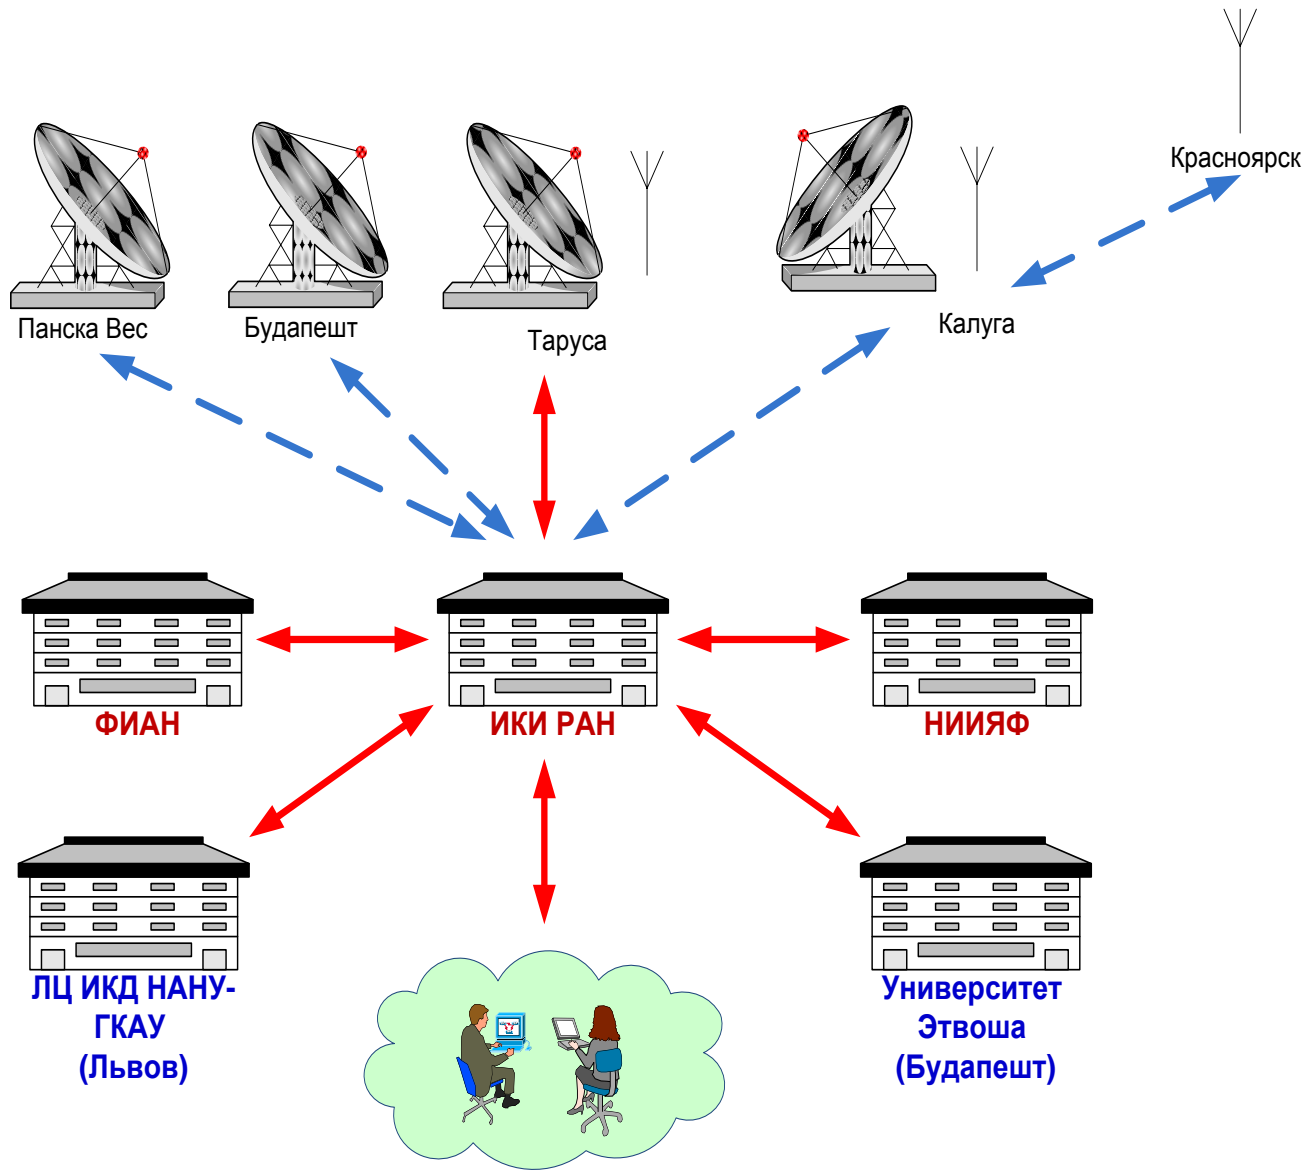 Красноярск
Панска Вес
Будапешт
Таруса
Калуга
ФИАН
ИКИ РАН
НИИЯФ
ЛЦ ИКД НАНУ-
ГКАУ
(Львов)
Университет
Этвоша
(Будапешт)